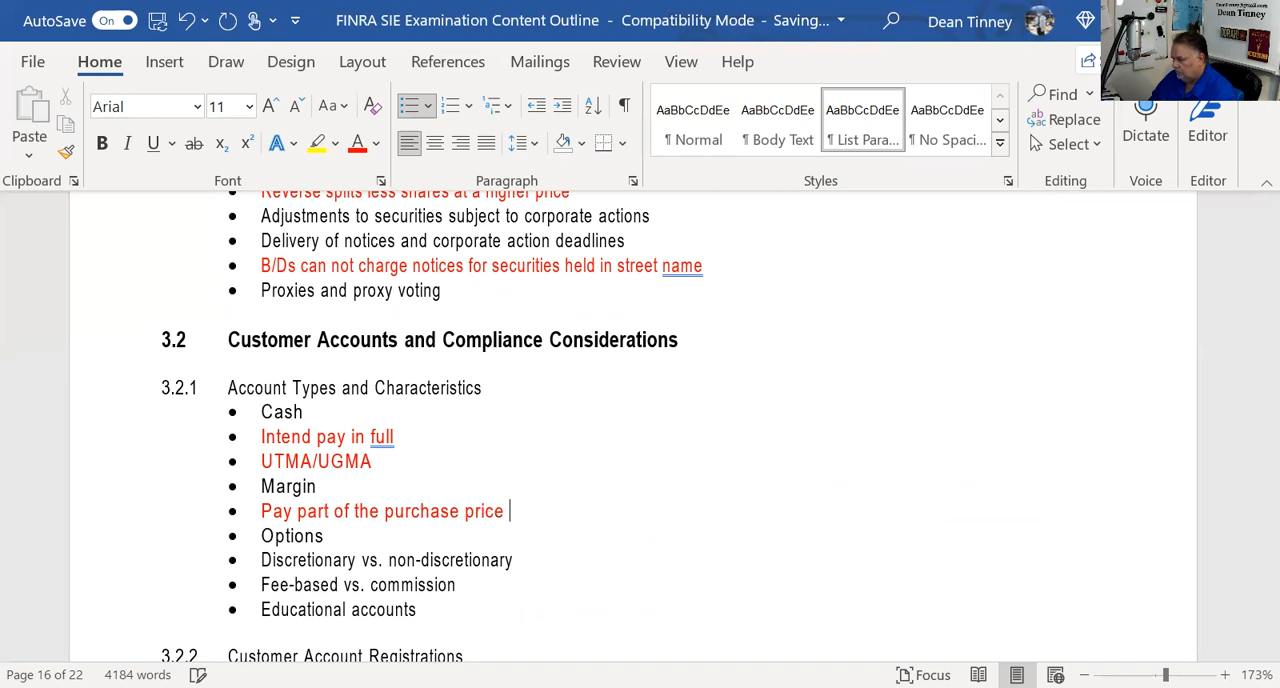 AutoSave On FINRA SIE Examination Content Outline - Compatibility Mode - Saving... Dean Tinney
Dean Tinney
File Home Insert Draw Design Layout References Mailings Review View Help
Paste
Arial 11 A A Aa A
B I U ab x2 x2 A A
AaBbCcDdEe AaBbCcDdEe AaBbCcDdEe AaBbCcDdEe
¶ Normal ¶ Body Text ¶ List Para... ¶ No Spaci...
Find
Replace
Select
Dictate Editor
Clipboard Font Paragraph Styles Editing Voice Editor
Reverse splits less shares at a higher price
• Adjustments to securities subject to corporate actions
• Delivery of notices and corporate action deadlines
• B/Ds can not charge notices for securities held in street name
• Proxies and proxy voting
3.2 Customer Accounts and Compliance Considerations
3.2.1 Account Types and Characteristics
• Cash
• Intend pay in full
• UTMA/UGMA
• Margin
• Pay part of the purchase price
• Options
• Discretionary vs. non-discretionary
• Fee-based vs. commission
• Educational accounts
3.2.2 Customer Account Registrations
Page 16 of 22 4184 words Focus 173%